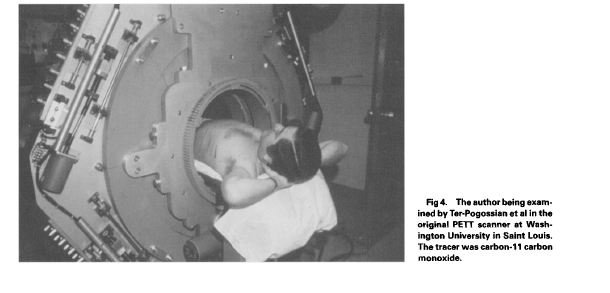 Fig 4. The author being exam-
ined by Ter-Pogossian et al in the
original PETT scanner at Wash-
ington University in Saint Louis.
The tracer was carbon-11 carbon
monoxide.